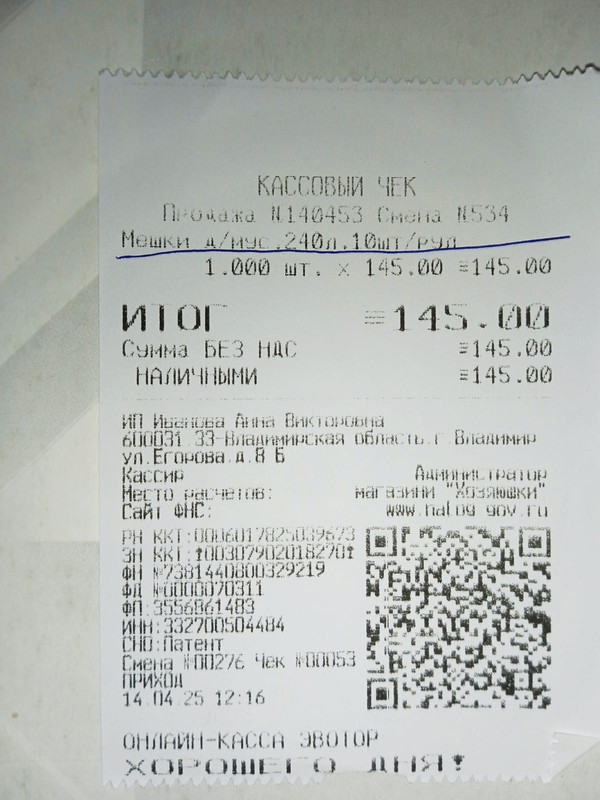 КАССОВЫЙ ЧЕК
Продажа №140453 Смена №534
Мешки д/мус.240л.10шт/рул
1.000 шт. x 145.00 =145.00
ИТОГ =145.00
Сумма БЕЗ НДС =145.00
НАЛИЧНЫМИ =145.00
ИП Иванова Анна Викторовна
600031 33-Владимирская область.г.Владимир
ул.Егорова.д.8 Б
Кассир Администратор
Место расчетов: магазини "Хозяюшки"
Сайт ФНС: www.nalog.gov.ru
РН ККТ:0006017825039673
ЗН ККТ:↑00307902018270↑
ФН №7381440800329219
ФД №0000070311
ФП:3556861483
ИНН:332700504484
СНО:Патент
Смена №00276 Чек №00053
ПРИХОД
14.04.25 12:16
ОНЛАЙН-КАССА ЭВОТОР
ХОРОШЕГО ДНЯ!